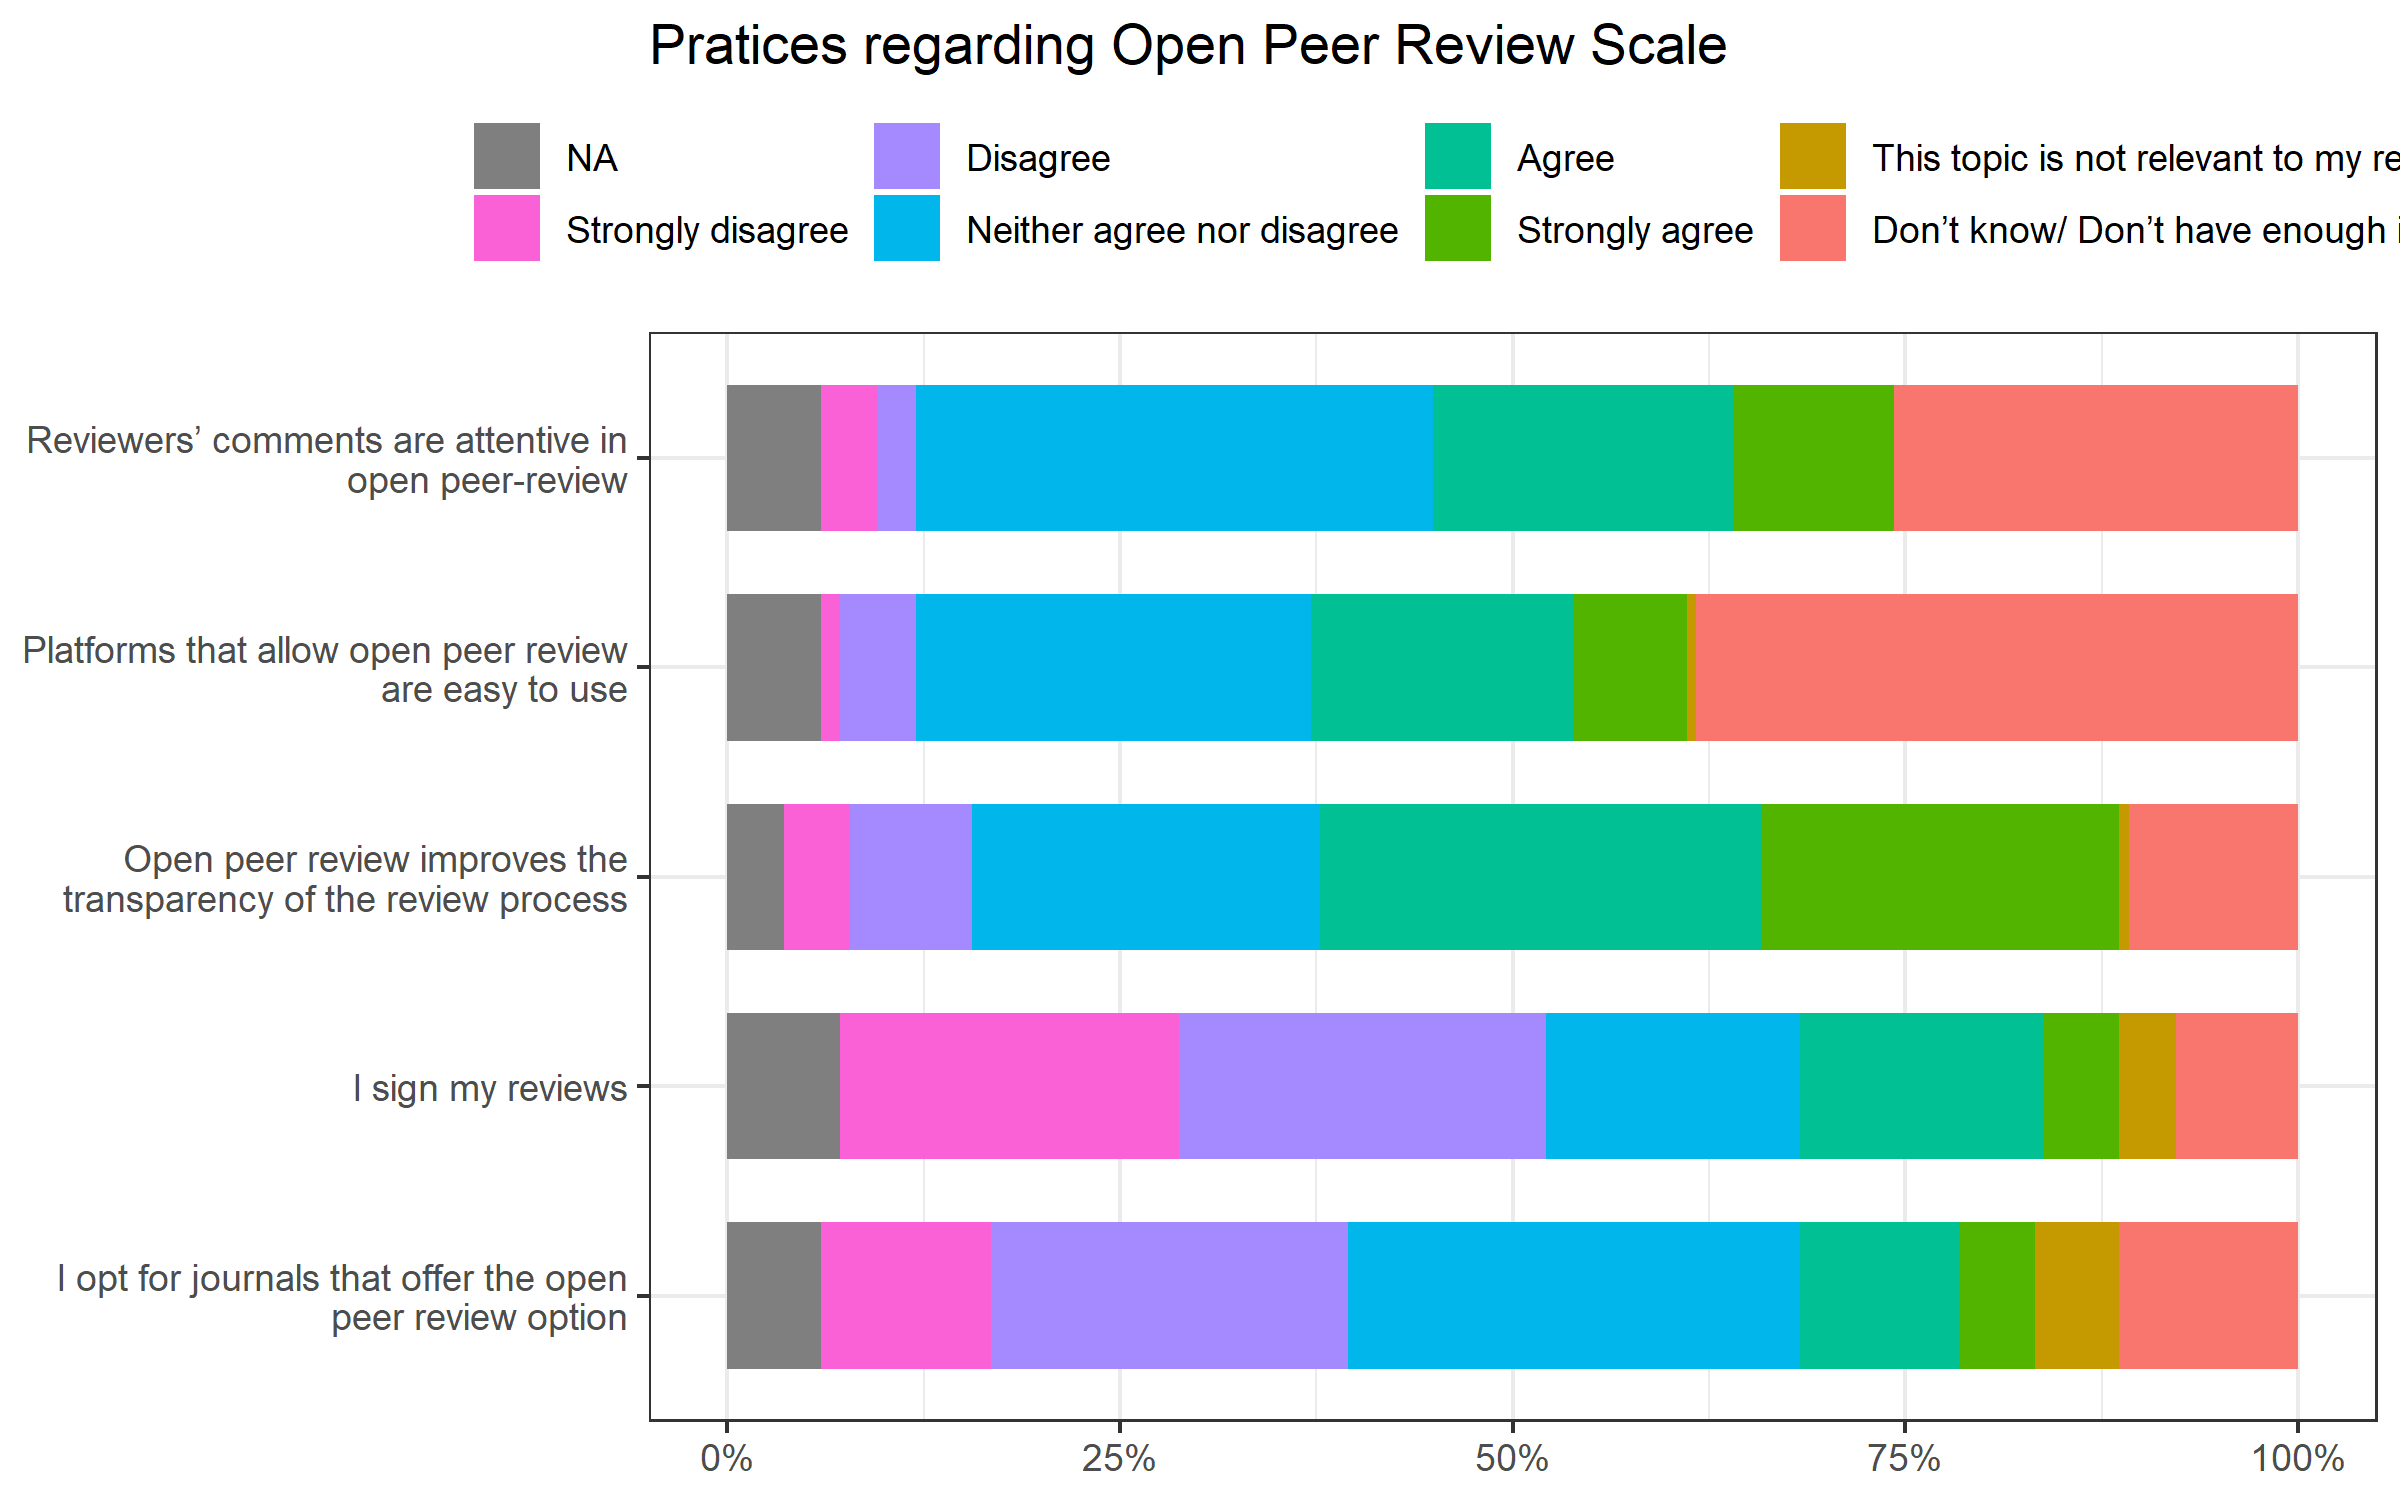 Pratices regarding Open Peer Review Scale
NA
Disagree
Agree
This topic is not relevant to my re
Strongly disagree
Neither agree nor disagree
Strongly agree
Don’t know/ Don’t have enough i
Reviewers’ comments are attentive in
open peer-review
Platforms that allow open peer review
are easy to use
Open peer review improves the
transparency of the review process
I sign my reviews
I opt for journals that offer the open
peer review option
0%
25%
50%
75%
100%